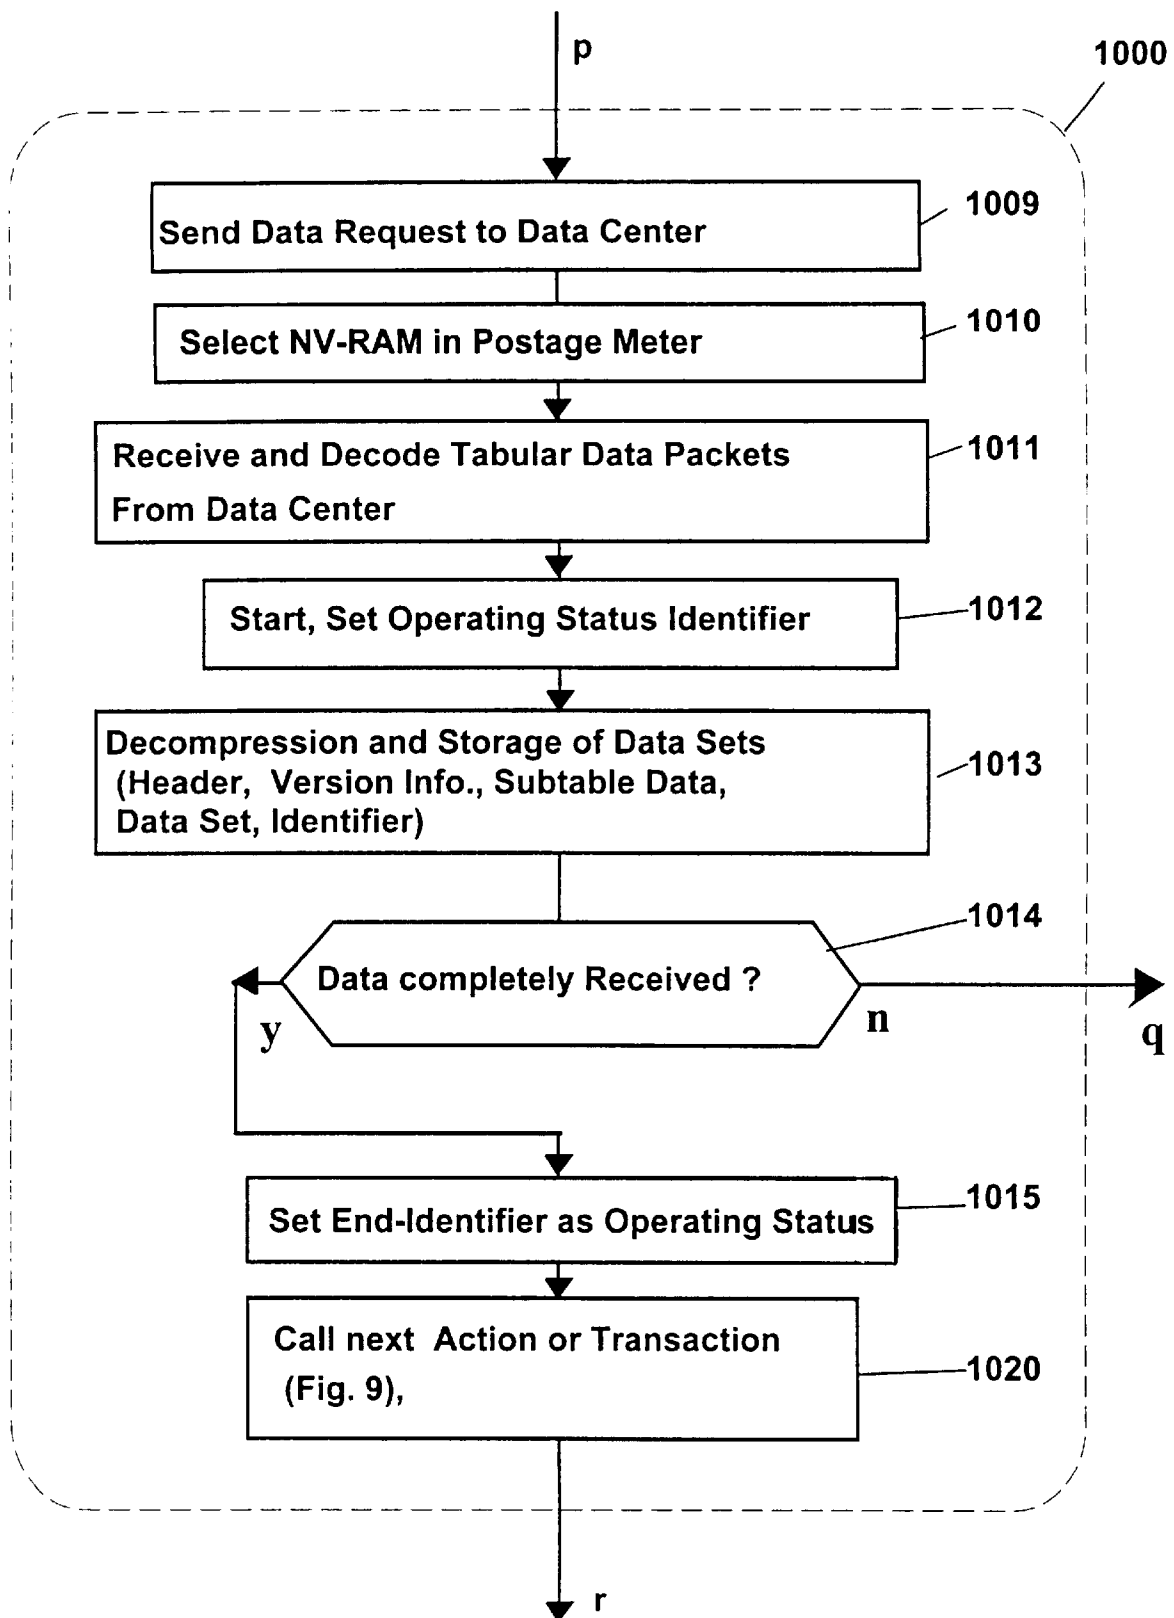 p
1000
Send Data Request to Data Center
1009
Select NV-RAM in Postage Meter
1010
Receive and Decode Tabular Data Packets
From Data Center
1011
Start, Set Operating Status Identifier
1012
Decompression and Storage of Data Sets
(Header, Version Info., Subtable Data,
Data Set, Identifier)
1013
1014
Data completely Received ?
y
n
q
Set End-Identifier as Operating Status
1015
Call next Action or Transaction
(Fig. 9),
1020
r